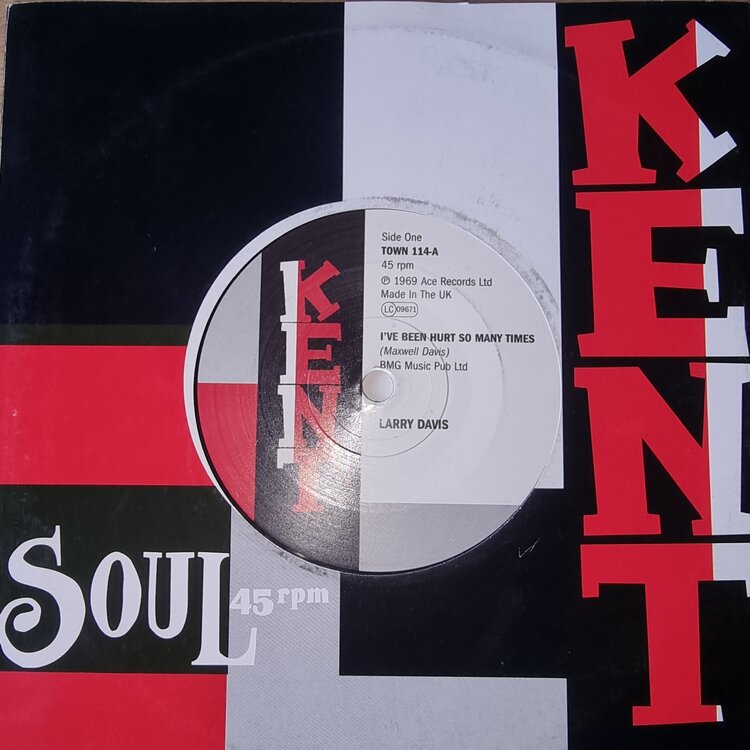 KENT
Side One
TOWN 114-A
45 rpm
℗ 1969 Ace Records Ltd
Made In The UK
LC 09671
I'VE BEEN HURT SO MANY TIMES
(Maxwell Davis)
BMG Music Pub Ltd
LARRY DAVIS
KENT
SOUL
45 rpm